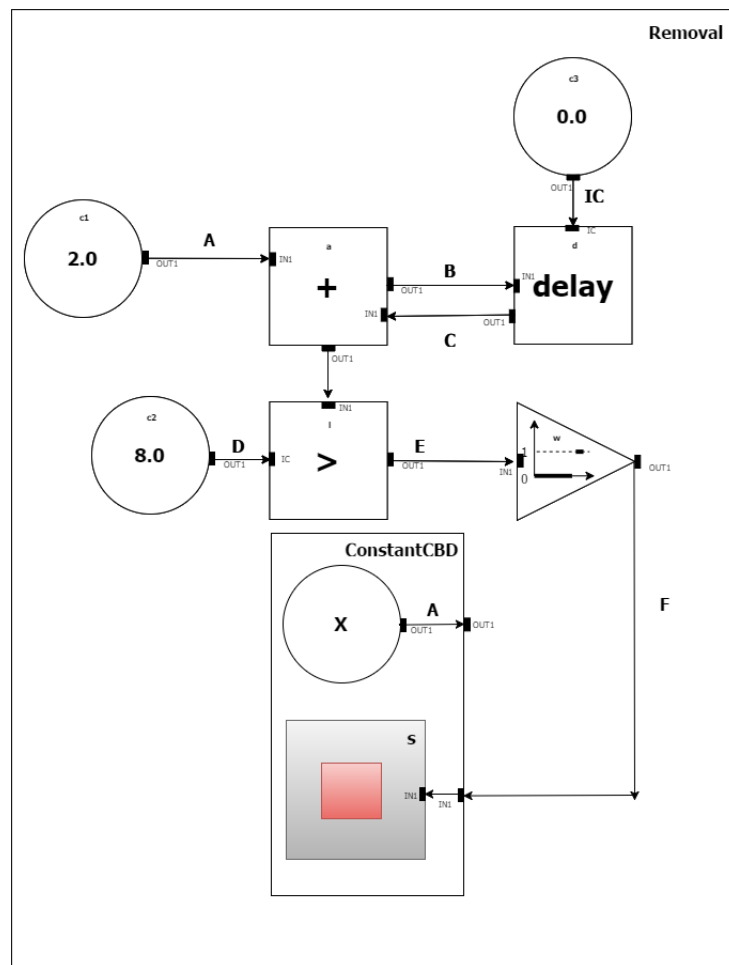 Removal
c3
0.0
OUT1
IC
IC
c1
2.0
OUT1
A
a
IN1
+
OUT1
IN1
B
C
d
IN1
delay
OUT1
OUT1
c2
8.0
OUT1
D
IN1
l
IC
>
OUT1
E
w
1
0
IN1
OUT1
F
ConstantCBD
X
OUT1
A
OUT1
s
IN1
IN1